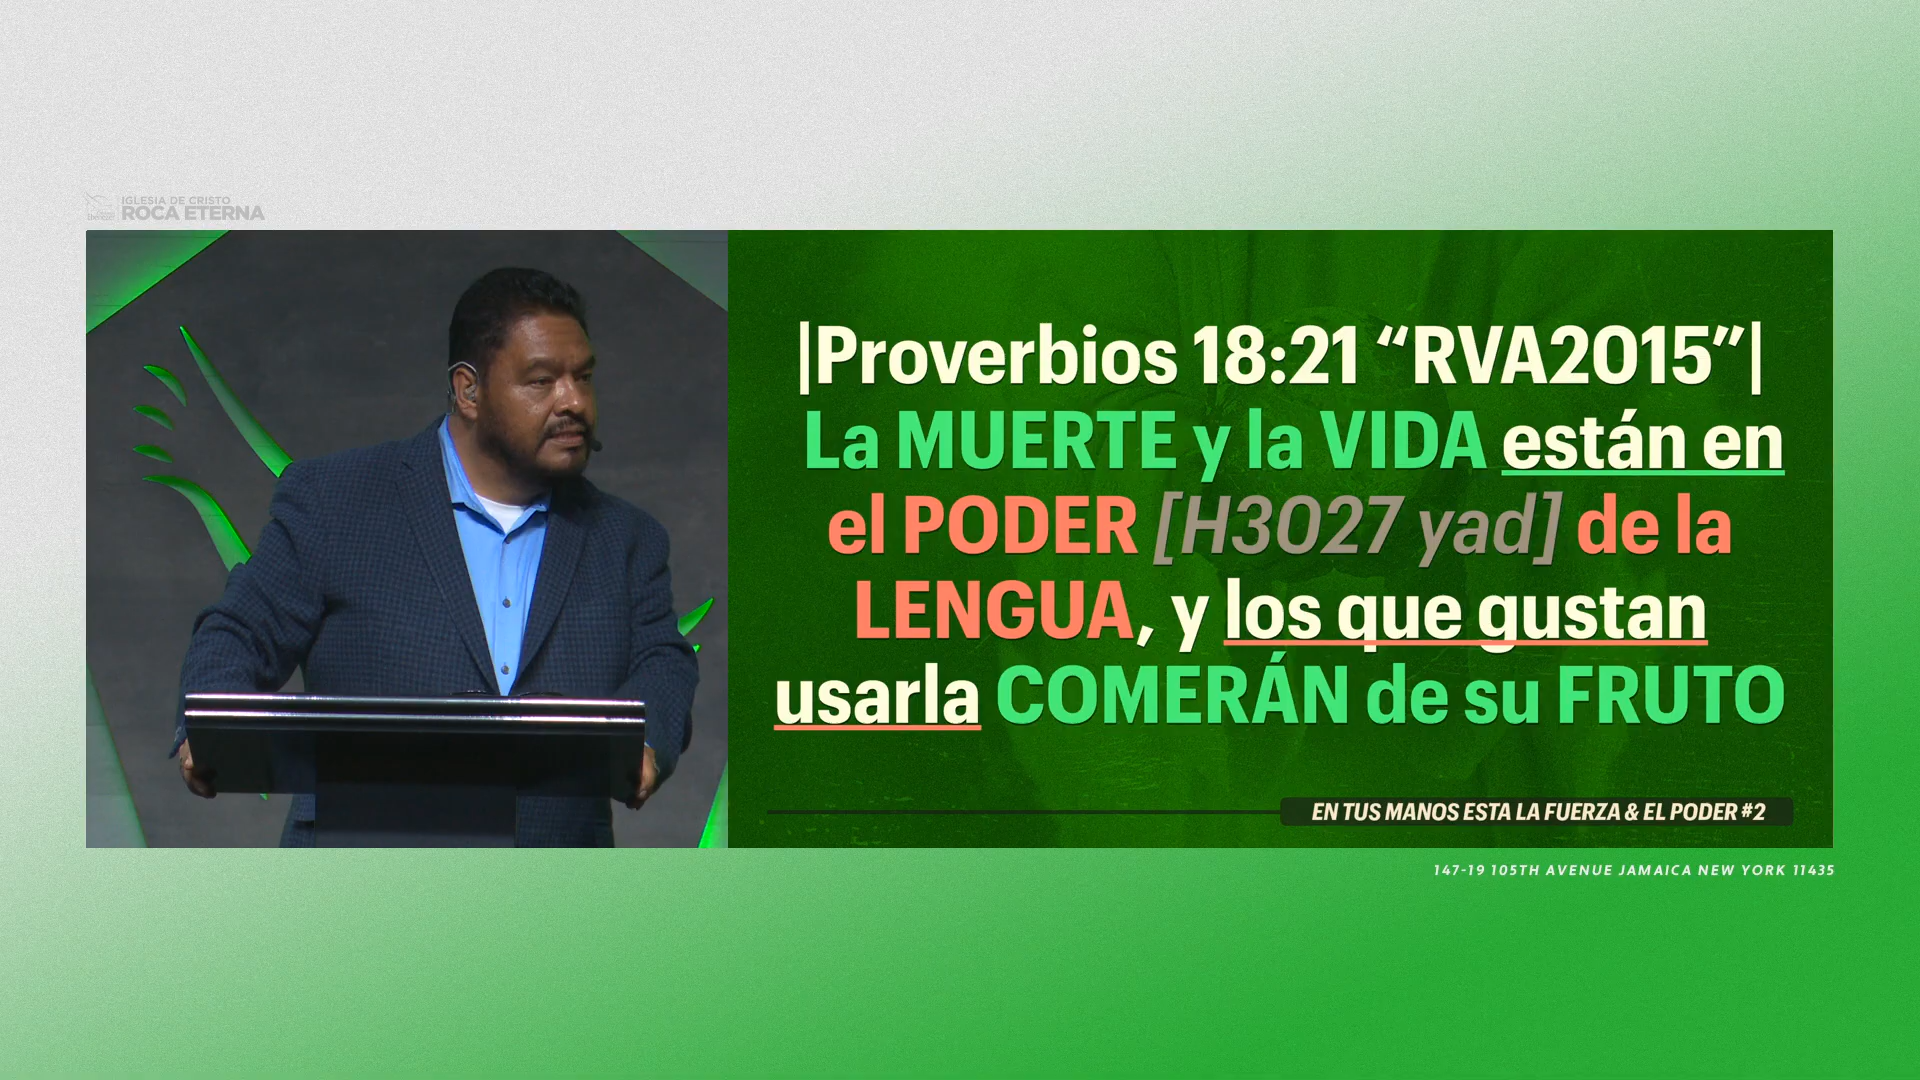 IGLESIA DE CRISTO
ROCA ETERNA
|Proverbios 18:21 “RVA2015”|
La MUERTE y la VIDA están en
el PODER [H3027 yad] de la
LENGUA, y los que gustan
usarla COMERÁN de su FRUTO
EN TUS MANOS ESTA LA FUERZA & EL PODER #2
147-19 105TH AVENUE JAMAICA NEW YORK 11435